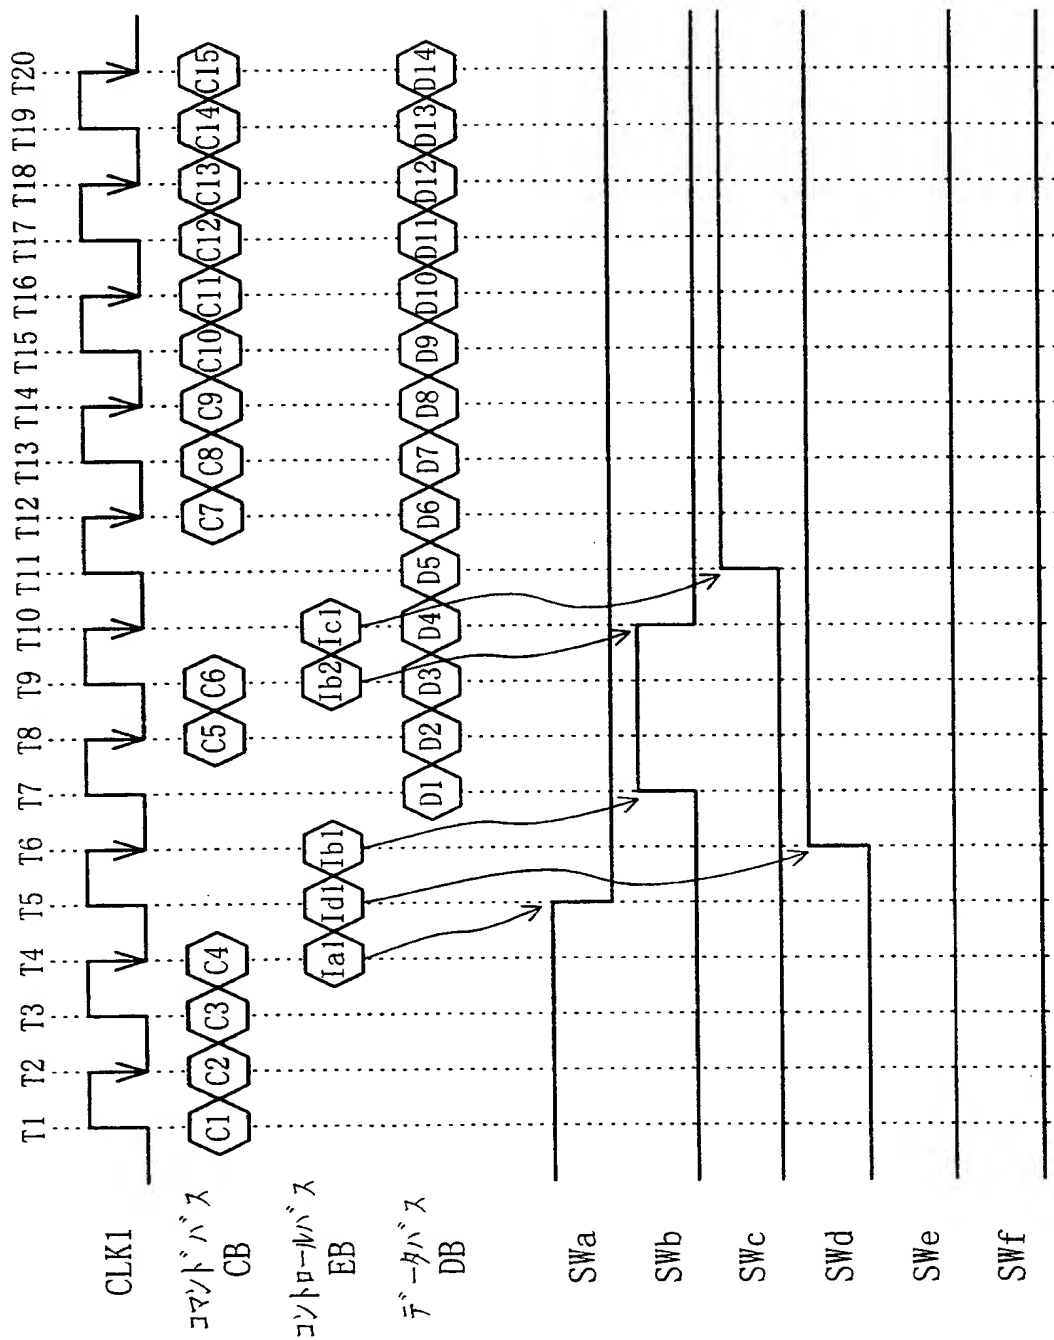 T1 T2 T3 T4 T5 T6 T7 T8 T9 T10 T11 T12 T13 T14 T15 T16 T17 T18 T19 T20
CLK1
コマンドバス
CB
C1 C2 C3 C4 C5 C6 C7 C8 C9 C10 C11 C12 C13 C14 C15
コントロールバス
EB
Ia1 Id1 Ib1 Ib2 Ic1
データバス
DB
D1 D2 D3 D4 D5 D6 D7 D8 D9 D10 D11 D12 D13 D14
SWa
SWb
SWc
SWd
SWe
SWf